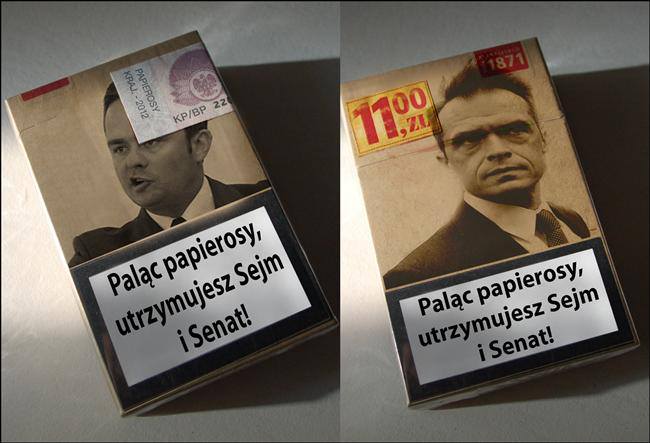 PAPIEROSY
KRAJ. - 2012
KP/BP 220
Paląc papierosy,
utrzymujesz Sejm
i Senat!
1871
11,00
ZŁ
Paląc papierosy,
utrzymujesz Sejm
i Senat!